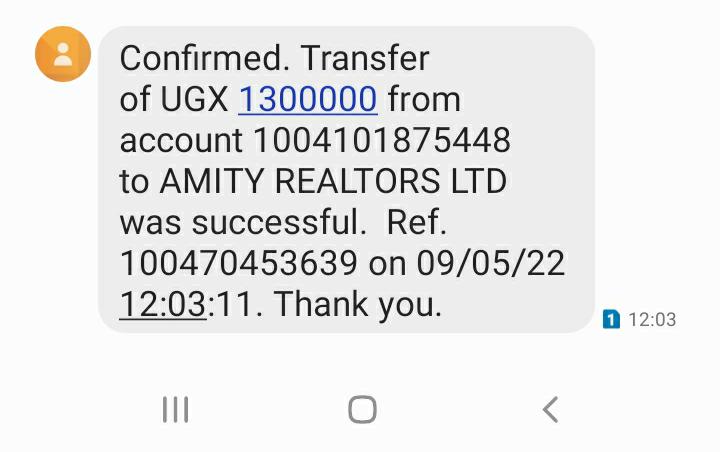 Confirmed. Transfer
of UGX 1300000 from
account 1004101875448
to AMITY REALTORS LTD
was successful.  Ref.
100470453639 on 09/05/22
12:03:11. Thank you.
1 12:03